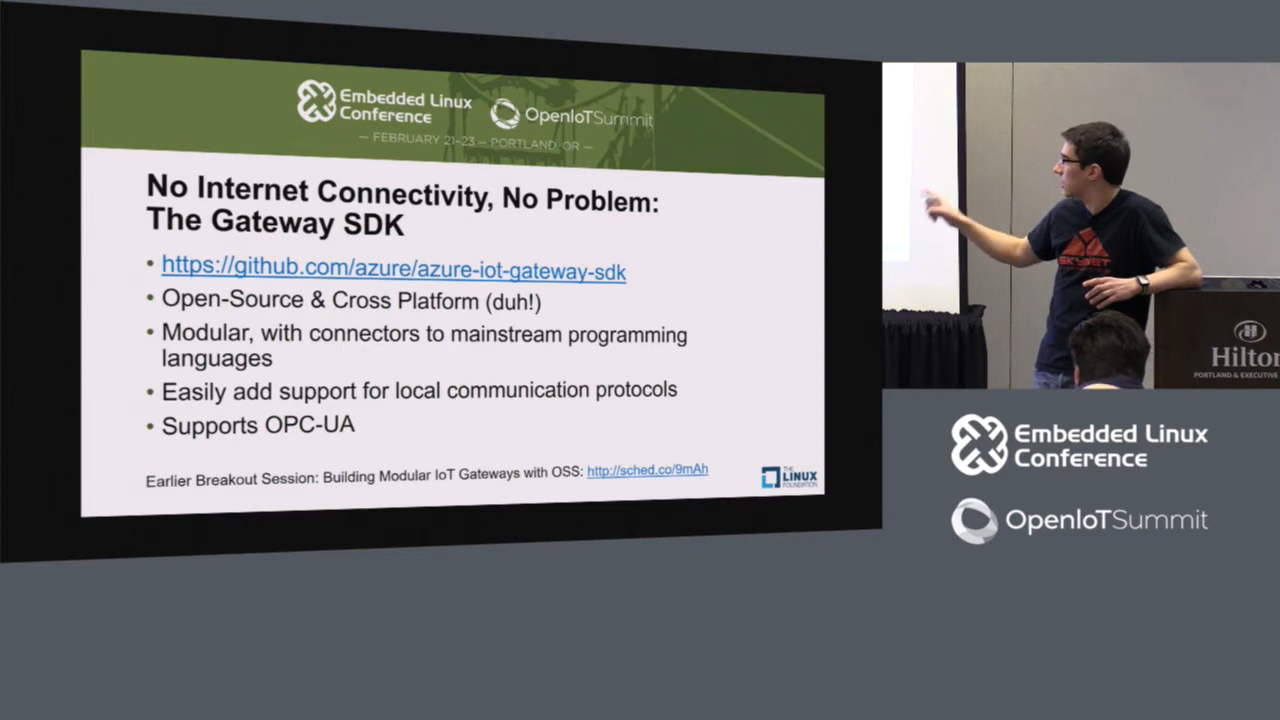 Embedded Linux
Conference
OpenIoTSummit
— FEBRUARY 21-23 — PORTLAND, OR —
No Internet Connectivity, No Problem:
The Gateway SDK
• https://github.com/azure/azure-iot-gateway-sdk
• Open-Source & Cross Platform (duh!)
• Modular, with connectors to mainstream programming
languages
• Easily add support for local communication protocols
• Supports OPC-UA
Earlier Breakout Session: Building Modular IoT Gateways with OSS: http://sched.co/9mAh
THE
LINUX
FOUNDATION
SKYNET
Hilton
PORTLAND & EXECUTIVE
Embedded Linux
Conference
OpenIoTSummit